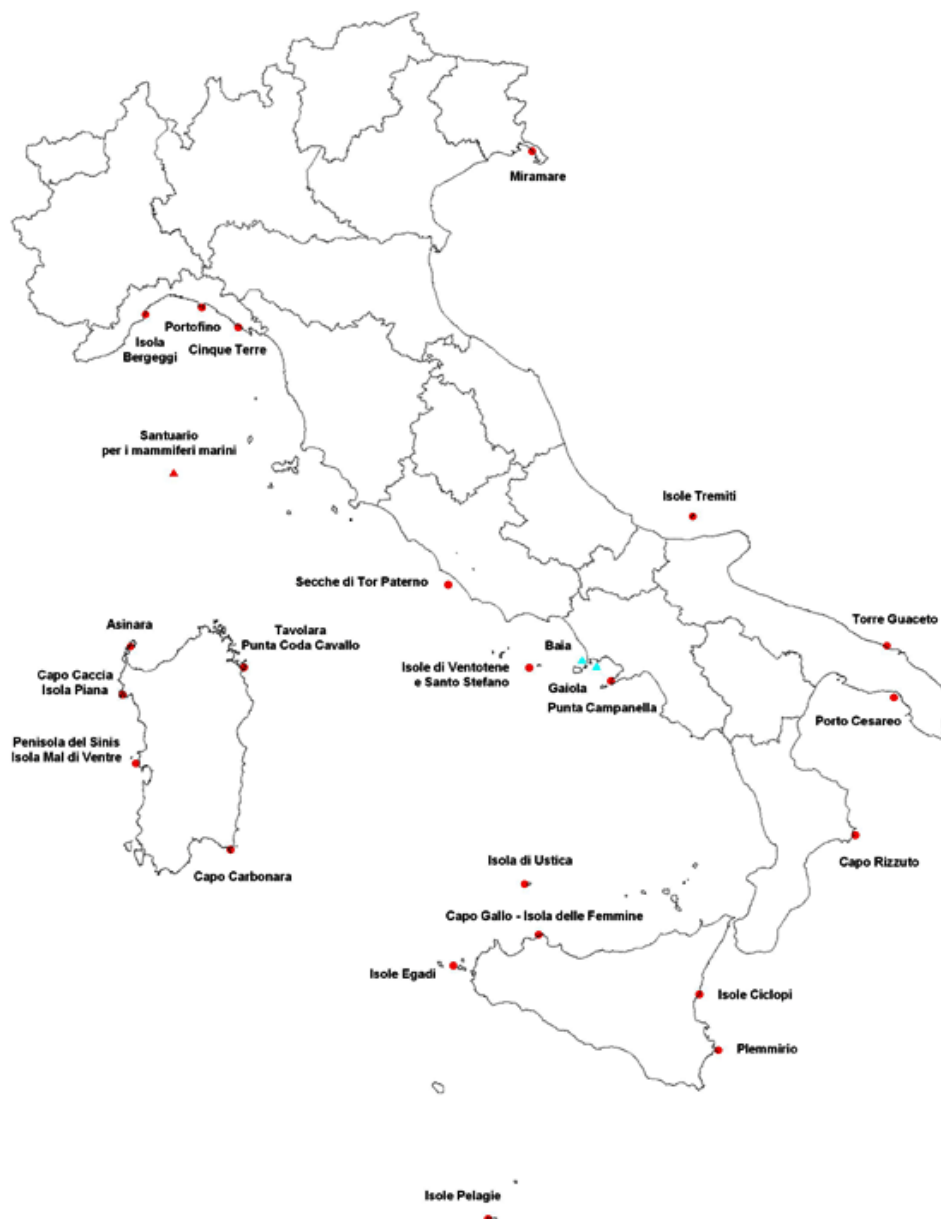 Miramare
Portofino
Isola
Bergeggi
Cinque Terre
Santuario
per i mammiferi marini
Isole Tremiti
Secche di Tor Paterno
Asinara
Tavolara
Punta Coda Cavallo
Torre Guaceto
Baia
Isole di Ventotene
e Santo Stefano
Capo Caccia
Isola Piana
Gaiola
Punta Campanella
Porto Cesareo
Penisola del Sinis
Isola Mal di Ventre
Capo Rizzuto
Isola di Ustica
Capo Carbonara
Capo Gallo - Isola delle Femmine
Isole Egadi
Isole Ciclopi
Plemmirio
Isole Pelagie